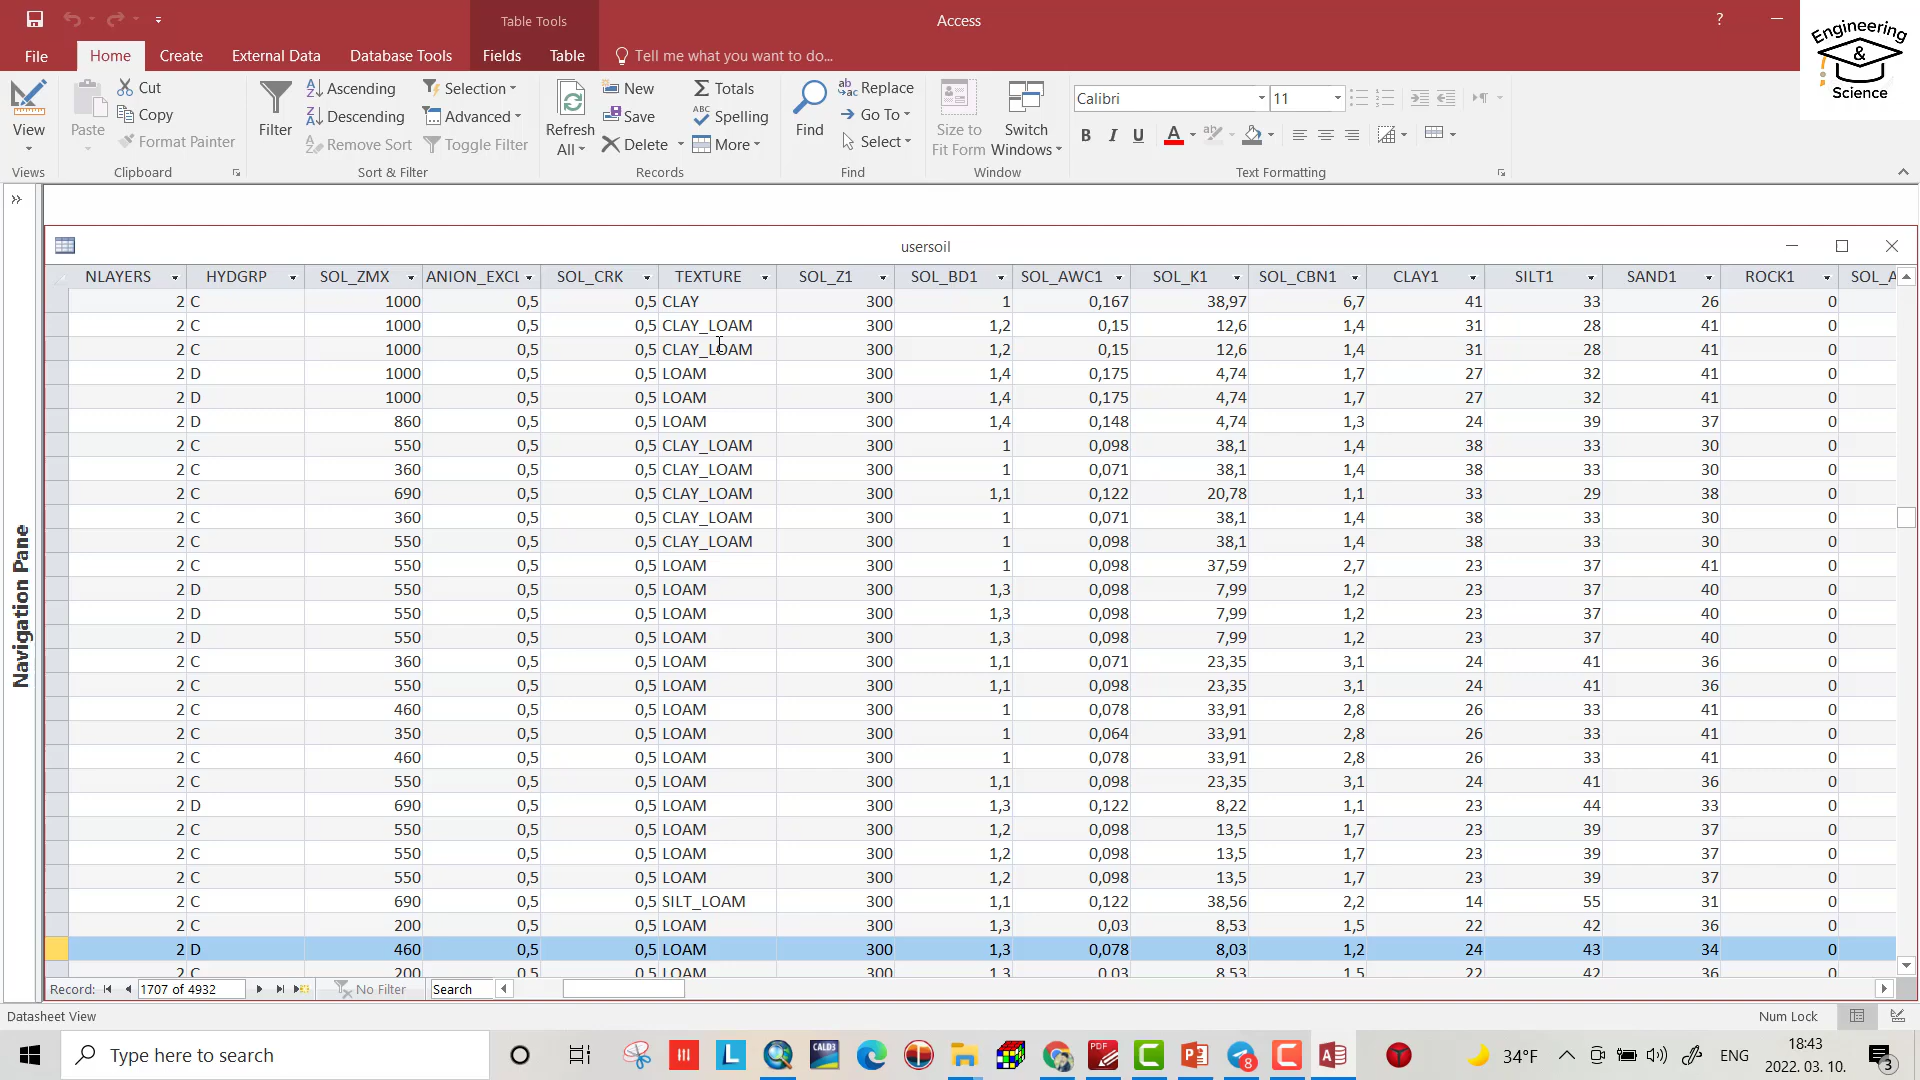 Table Tools
Access
?
Engineering
&
Science
File Home Create External Data Database Tools Fields Table Tell me what you want to do...
View
Views
Paste
Cut
Copy
Format Painter
Clipboard
Filter
Ascending
Descending
Remove Sort
Selection
Advanced
Toggle Filter
Sort & Filter
Refresh
All
New
Save
Delete
Totals
Spelling
More
Records
Find
Replace
Go To
Select
Find
Size to
Fit Form
Switch
Windows
Window
Calibri 11
B I U A
Text Formatting
Navigation Pane
usersoil
NLAYERS HYDGRP SOL_ZMX ANION_EXCL SOL_CRK TEXTURE SOL_Z1 SOL_BD1 SOL_AWC1 SOL_K1 SOL_CBN1 CLAY1 SILT1 SAND1 ROCK1 SOL_A
2 C 1000 0,5 0,5 CLAY 300 1 0,167 38,97 6,7 41 33 26 0
2 C 1000 0,5 0,5 CLAY_LOAM 300 1,2 0,15 12,6 1,4 31 28 41 0
2 C 1000 0,5 0,5 CLAY_LOAM 300 1,2 0,15 12,6 1,4 31 28 41 0
2 D 1000 0,5 0,5 LOAM 300 1,4 0,175 4,74 1,7 27 32 41 0
2 D 1000 0,5 0,5 LOAM 300 1,4 0,175 4,74 1,7 27 32 41 0
2 D 860 0,5 0,5 LOAM 300 1,4 0,148 4,74 1,3 24 39 37 0
2 C 550 0,5 0,5 CLAY_LOAM 300 1 0,098 38,1 1,4 38 33 30 0
2 C 360 0,5 0,5 CLAY_LOAM 300 1 0,071 38,1 1,4 38 33 30 0
2 C 690 0,5 0,5 CLAY_LOAM 300 1,1 0,122 20,78 1,1 33 29 38 0
2 C 360 0,5 0,5 CLAY_LOAM 300 1 0,071 38,1 1,4 38 33 30 0
2 C 550 0,5 0,5 CLAY_LOAM 300 1 0,098 38,1 1,4 38 33 30 0
2 C 550 0,5 0,5 LOAM 300 1 0,098 37,59 2,7 23 37 41 0
2 D 550 0,5 0,5 LOAM 300 1,3 0,098 7,99 1,2 23 37 40 0
2 D 550 0,5 0,5 LOAM 300 1,3 0,098 7,99 1,2 23 37 40 0
2 D 550 0,5 0,5 LOAM 300 1,3 0,098 7,99 1,2 23 37 40 0
2 C 360 0,5 0,5 LOAM 300 1,1 0,071 23,35 3,1 24 41 36 0
2 C 550 0,5 0,5 LOAM 300 1,1 0,098 23,35 3,1 24 41 36 0
2 C 460 0,5 0,5 LOAM 300 1 0,078 33,91 2,8 26 33 41 0
2 C 350 0,5 0,5 LOAM 300 1 0,064 33,91 2,8 26 33 41 0
2 C 460 0,5 0,5 LOAM 300 1 0,078 33,91 2,8 26 33 41 0
2 C 550 0,5 0,5 LOAM 300 1,1 0,098 23,35 3,1 24 41 36 0
2 D 690 0,5 0,5 LOAM 300 1,3 0,122 8,22 1,1 23 44 33 0
2 C 550 0,5 0,5 LOAM 300 1,2 0,098 13,5 1,7 23 39 37 0
2 C 550 0,5 0,5 LOAM 300 1,2 0,098 13,5 1,7 23 39 37 0
2 C 550 0,5 0,5 LOAM 300 1,2 0,098 13,5 1,7 23 39 37 0
2 C 690 0,5 0,5 SILT_LOAM 300 1,1 0,122 38,56 2,2 14 55 31 0
2 C 200 0,5 0,5 LOAM 300 1,3 0,03 8,53 1,5 22 42 36 0
2 D 460 0,5 0,5 LOAM 300 1,3 0,078 8,03 1,2 24 43 34 0
2 C 200 0,5 0,5 LOAM 300 1,3 0,03 8,53 1,5 22 42 36 0
Record: 1707 of 4932 No Filter Search
Datasheet View
Num Lock
Type here to search
CALD3
PDF
8
34°F
ENG
18:43
2022. 03. 10.
3